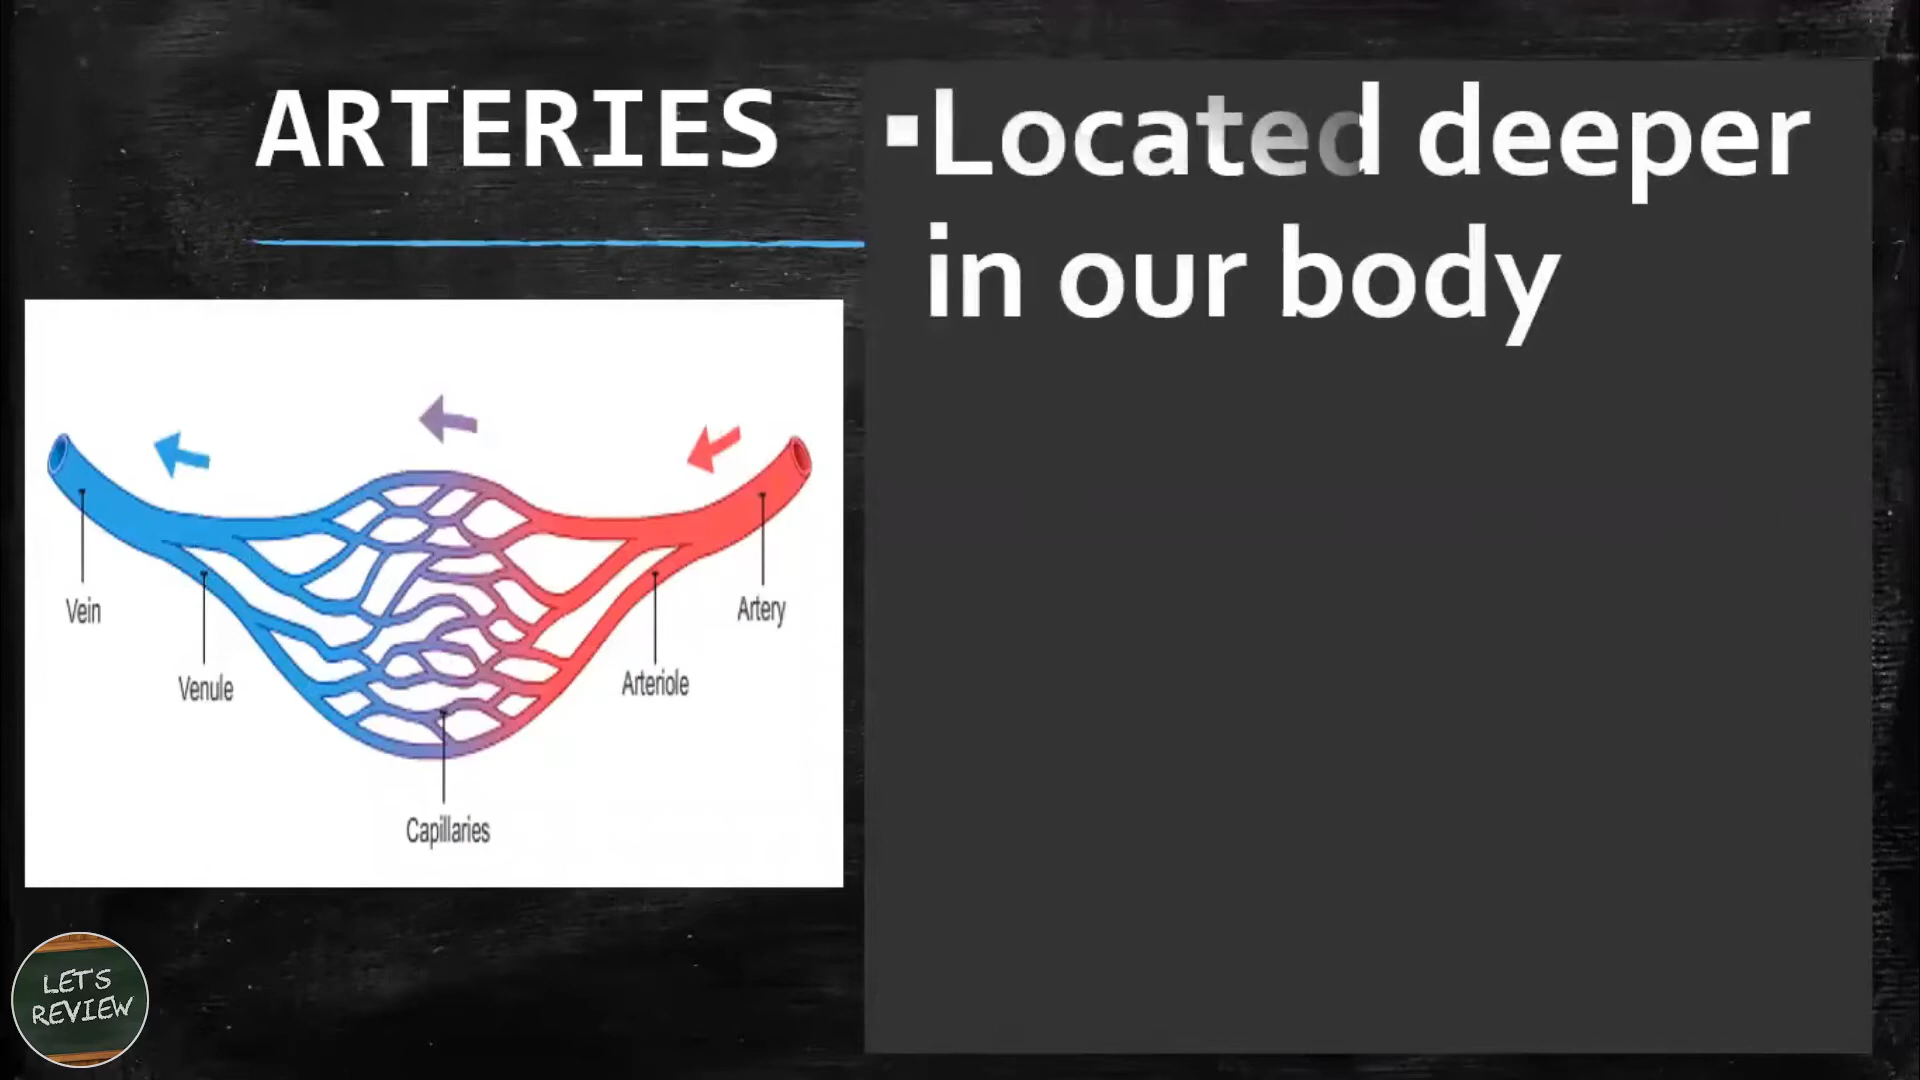 ARTERIES
▪Located deeper
in our body
Vein
Venule
Capillaries
Arteriole
Artery
LET'S
REVIEW